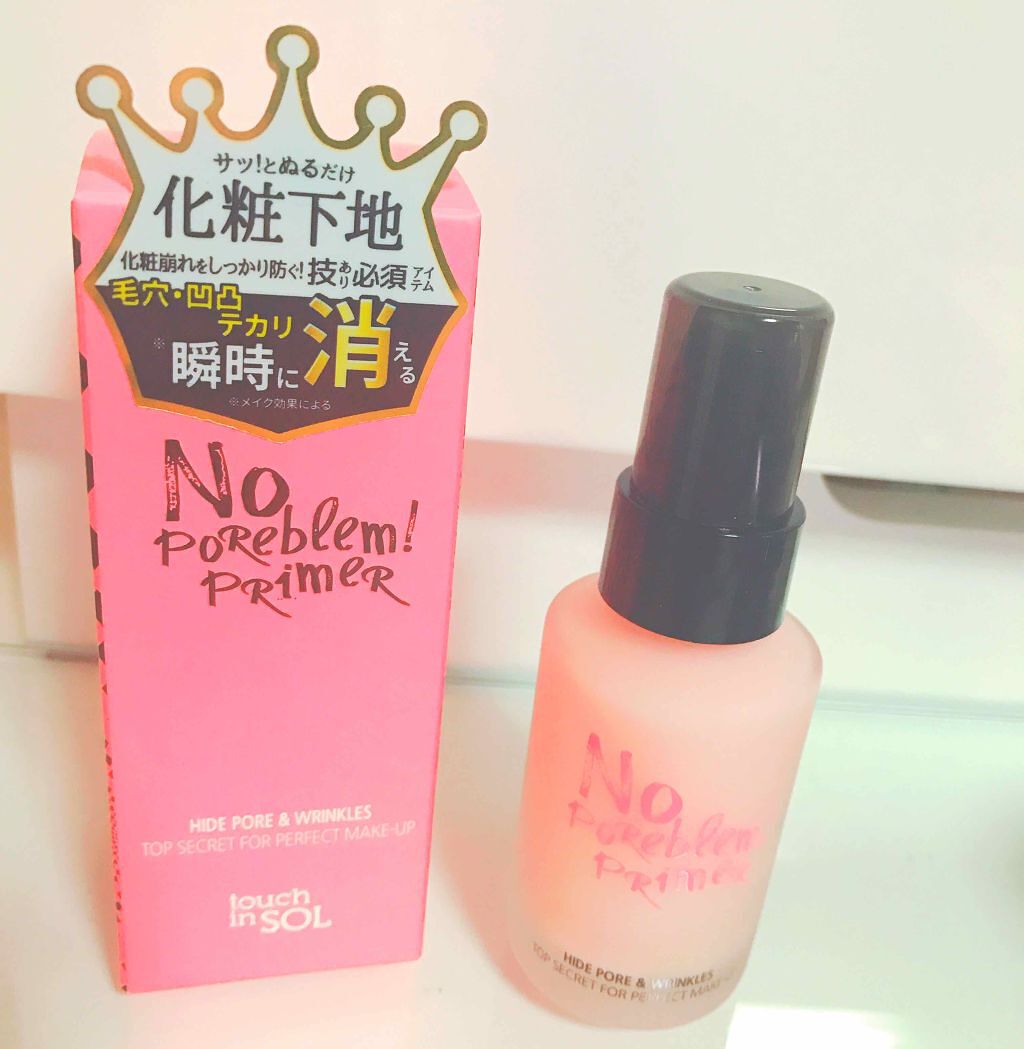 サッ!とぬるだけ
化粧下地
化粧崩れをしっかり防ぐ!技あり必須アイテム
毛穴・凹凸
テカリ
※瞬時に消える
※メイク効果による
No
POReblem!
PRimeR
HIDE PORE & WRINKLES
TOP SECRET FOR PERFECT MAKE-UP
touch
in SOL
No
POReblem
PRimeR
HIDE PORE & WRINKLES
TOP SECRET FOR PERFECT MAKE-U